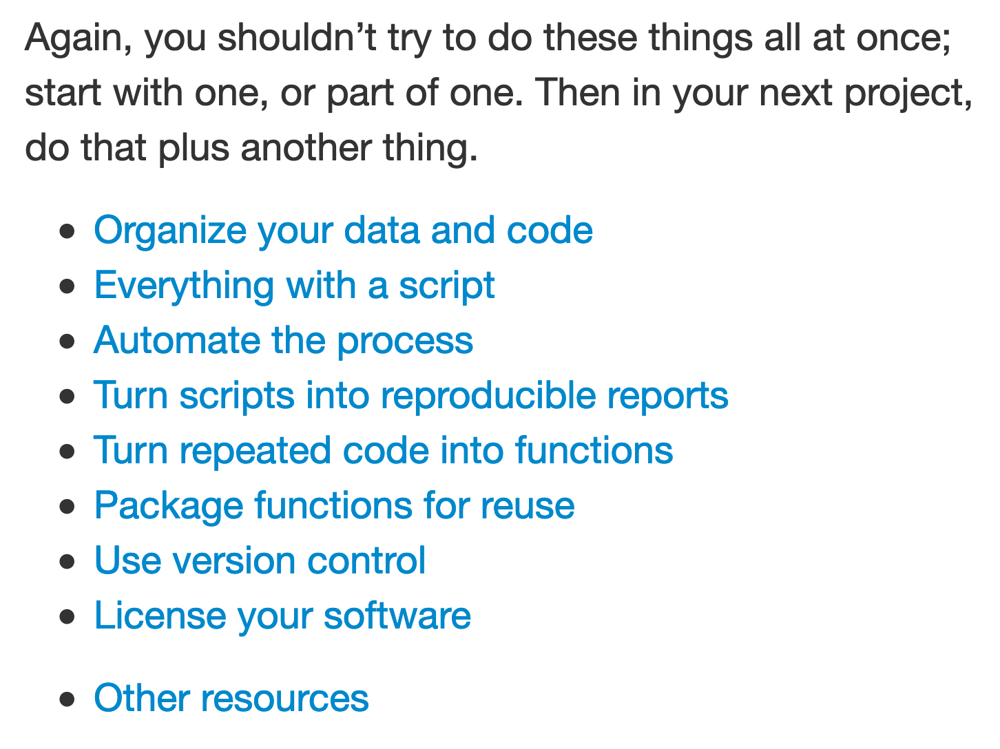 Again, you shouldn’t try to do these things all at once;
start with one, or part of one. Then in your next project,
do that plus another thing.
• Organize your data and code
• Everything with a script
• Automate the process
• Turn scripts into reproducible reports
• Turn repeated code into functions
• Package functions for reuse
• Use version control
• License your software
• Other resources